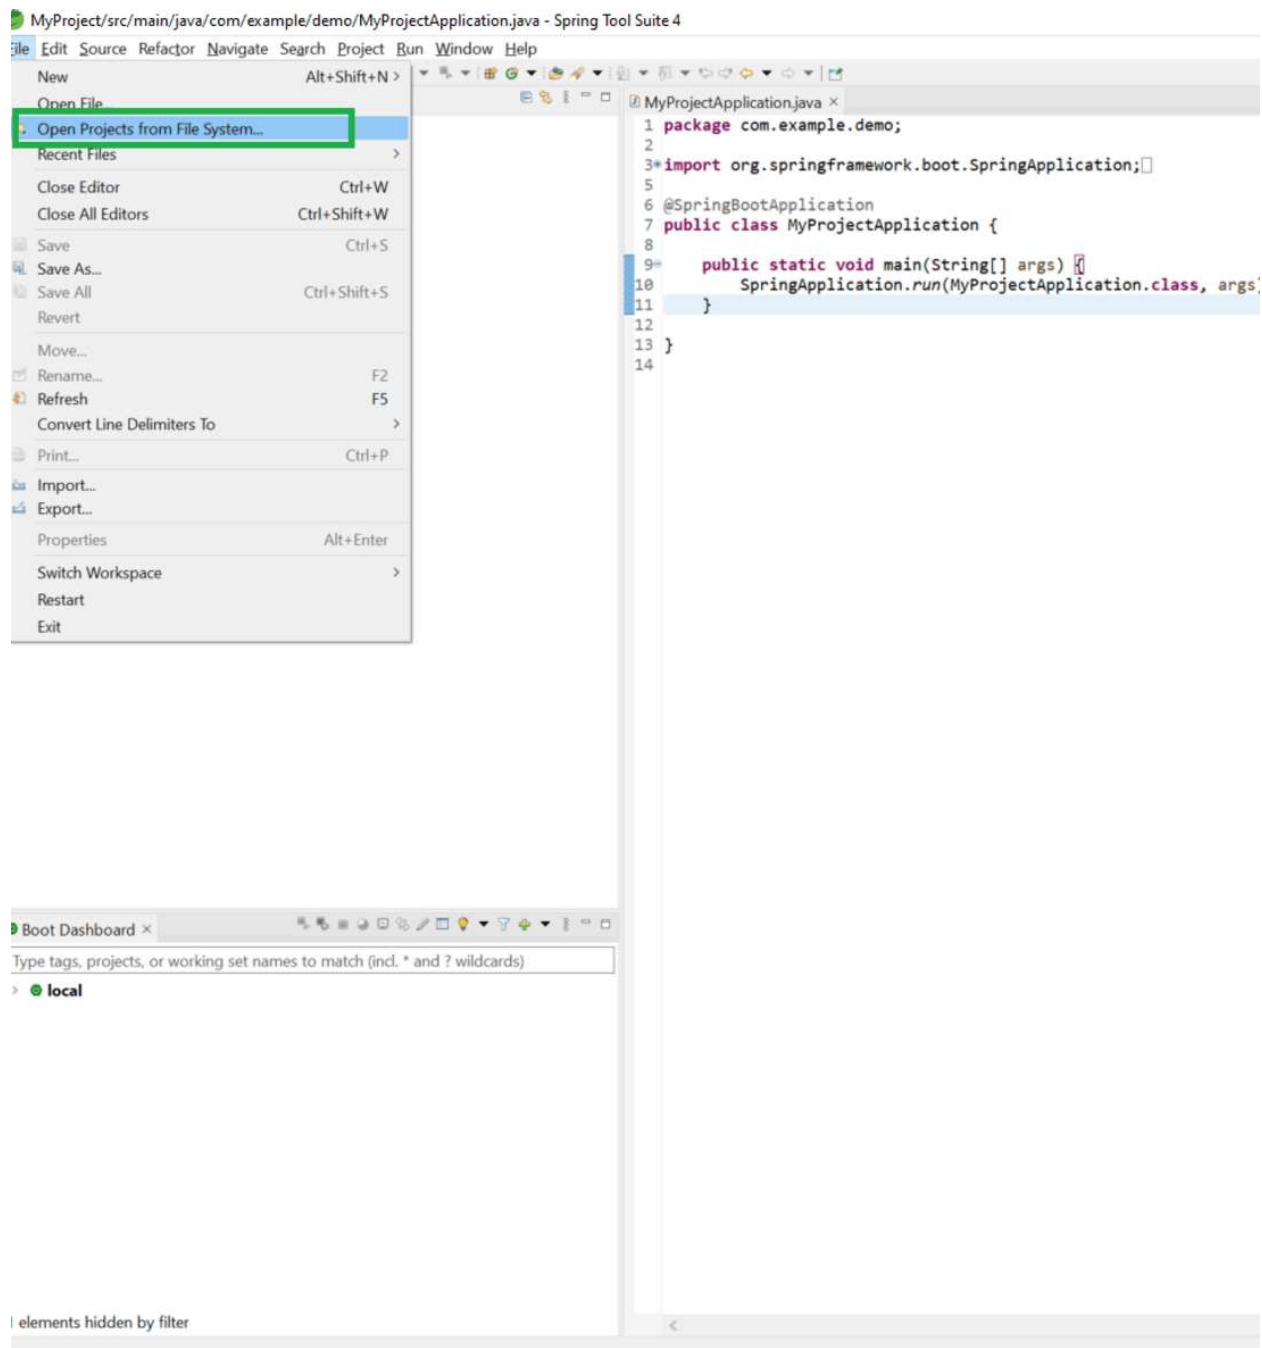 MyProject/src/main/java/com/example/demo/MyProjectApplication.java - Spring Tool Suite 4
File Edit Source Refactor Navigate Search Project Run Window Help
New Alt+Shift+N >
Open File...
Open Projects from File System...
Recent Files >
Close Editor Ctrl+W
Close All Editors Ctrl+Shift+W
Save Ctrl+S
Save As...
Save All Ctrl+Shift+S
Revert
Move...
Rename... F2
Refresh F5
Convert Line Delimiters To >
Print... Ctrl+P
Import...
Export...
Properties Alt+Enter
Switch Workspace >
Restart
Exit
MyProjectApplication.java ×
1 package com.example.demo;
2
3 import org.springframework.boot.SpringApplication;
5
6 @SpringBootApplication
7 public class MyProjectApplication {
8
9 public static void main(String[] args) {
10 SpringApplication.run(MyProjectApplication.class, args)
11 }
12
13 }
14
Boot Dashboard ×
Type tags, projects, or working set names to match (incl. * and ? wildcards)
> local
elements hidden by filter